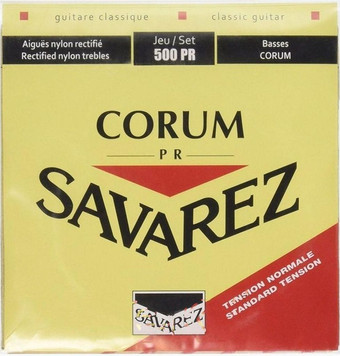 guitare classique classic guitar
Aiguës nylon rectifié
Rectified nylon trebles
Jeu / Set
500 PR
Basses
CORUM
CORUM
PR
SAVAREZ
TENSION NORMALE
STANDARD TENSION
SAVAREZ